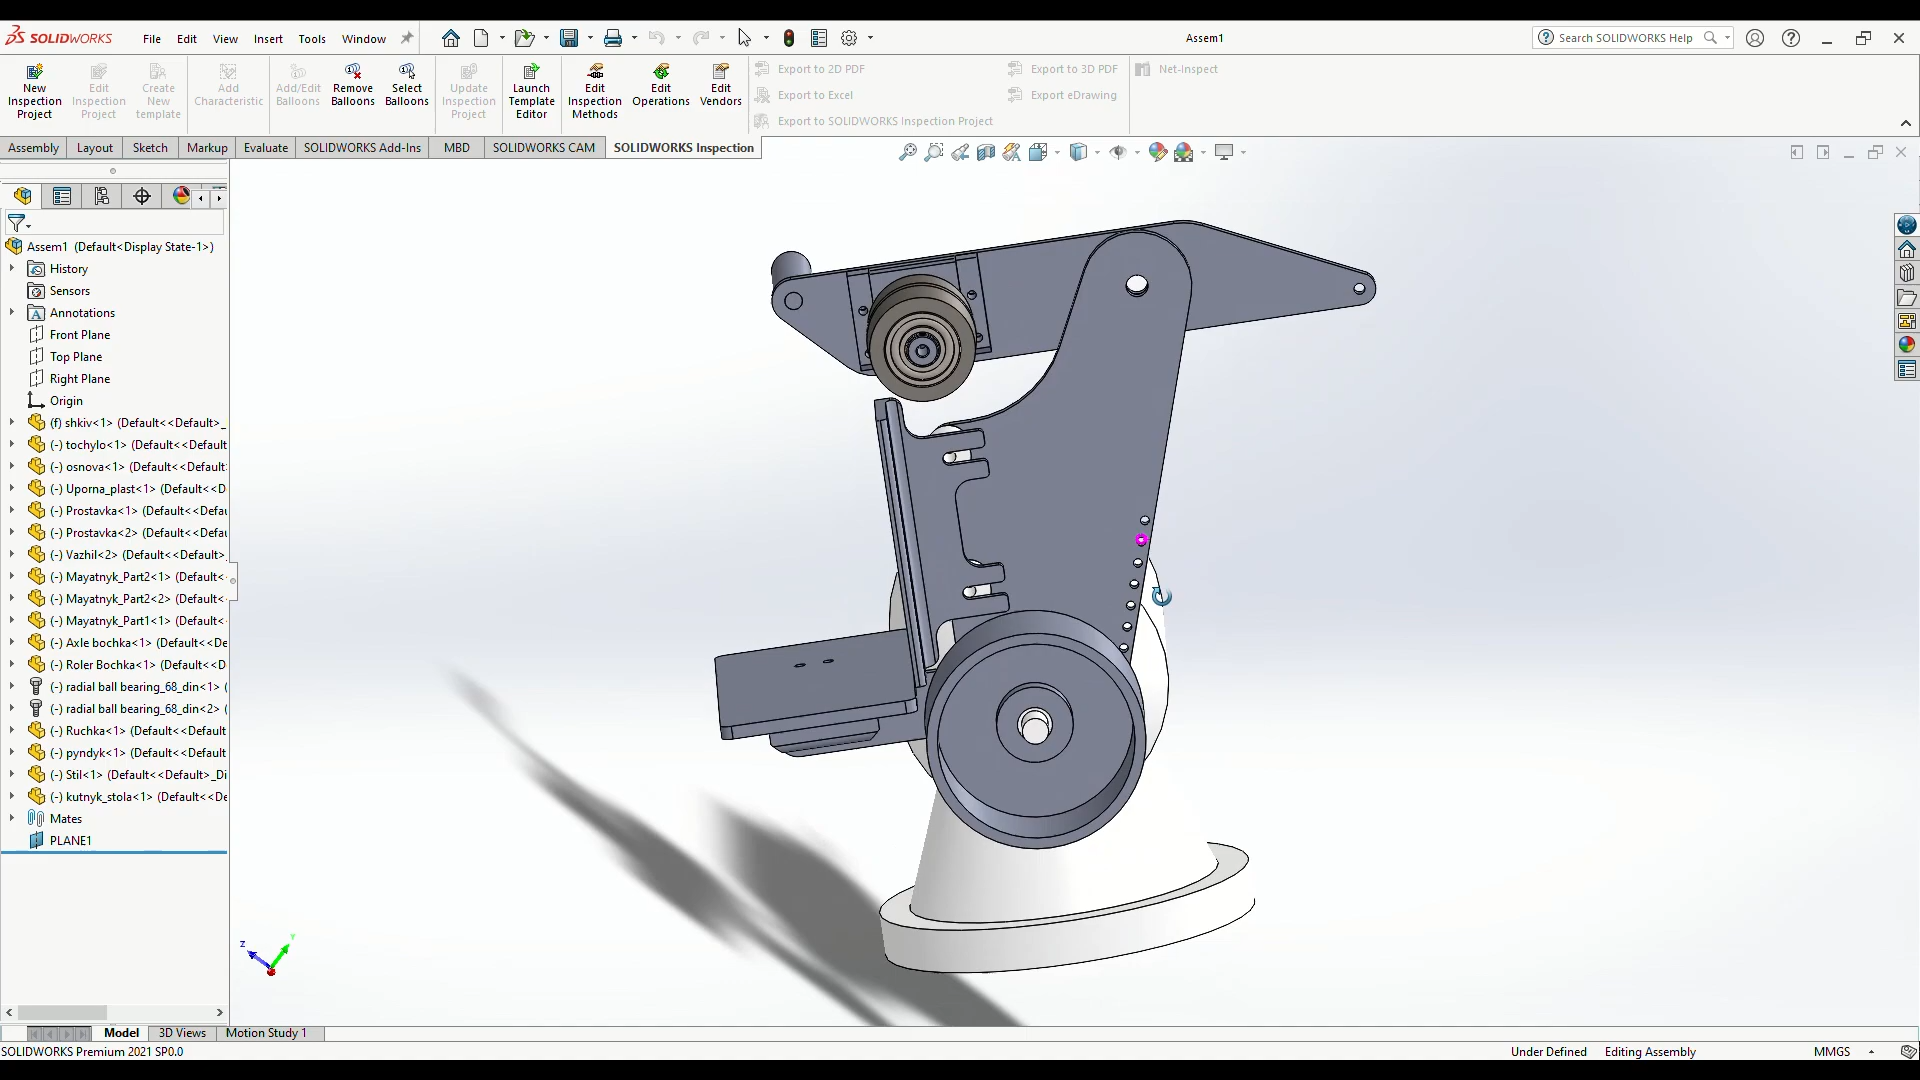 SOLIDWORKS File Edit View Insert Tools Window Assem1 Search SOLIDWORKS Help
New Inspection Project
Edit Inspection Project
Create New template
Add Characteristic
Add/Edit Balloons
Remove Balloons
Select Balloons
Update Inspection Project
Launch Template Editor
Edit Inspection Methods
Edit Operations
Edit Vendors
Export to 2D PDF
Export to Excel
Export to SOLIDWORKS Inspection Project
Export to 3D PDF
Export eDrawing
Net-Inspect
Assembly Layout Sketch Markup Evaluate SOLIDWORKS Add-Ins MBD SOLIDWORKS CAM SOLIDWORKS Inspection
Assem1 (Default<Display State-1>)
History
Sensors
Annotations
Front Plane
Top Plane
Right Plane
Origin
(f) shkiv<1> (Default<<Default>_
(-) tochylo<1> (Default<<Default>
(-) osnova<1> (Default<<Default
(-) Uporna_plast<1> (Default<<D
(-) Prostavka<1> (Default<<Defau
(-) Prostavka<2> (Default<<Defau
(-) Vazhil<2> (Default<<Default>
(-) Mayatnyk_Part2<1> (Default<
(-) Mayatnyk_Part2<2> (Default<
(-) Mayatnyk_Part1<1> (Default<
(-) Axle bochka<1> (Default<<De
(-) Roler Bochka<1> (Default<<D
(-) radial ball bearing_68_din<1> (
(-) radial ball bearing_68_din<2> (
(-) Ruchka<1> (Default<<Default
(-) pyndyk<1> (Default<<Default
(-) Stil<1> (Default<<Default>_Di
(-) kutnyk_stola<1> (Default<<De
Mates
PLANE1
Y
Z
Model 3D Views Motion Study 1
SOLIDWORKS Premium 2021 SP0.0 Under Defined Editing Assembly MMGS